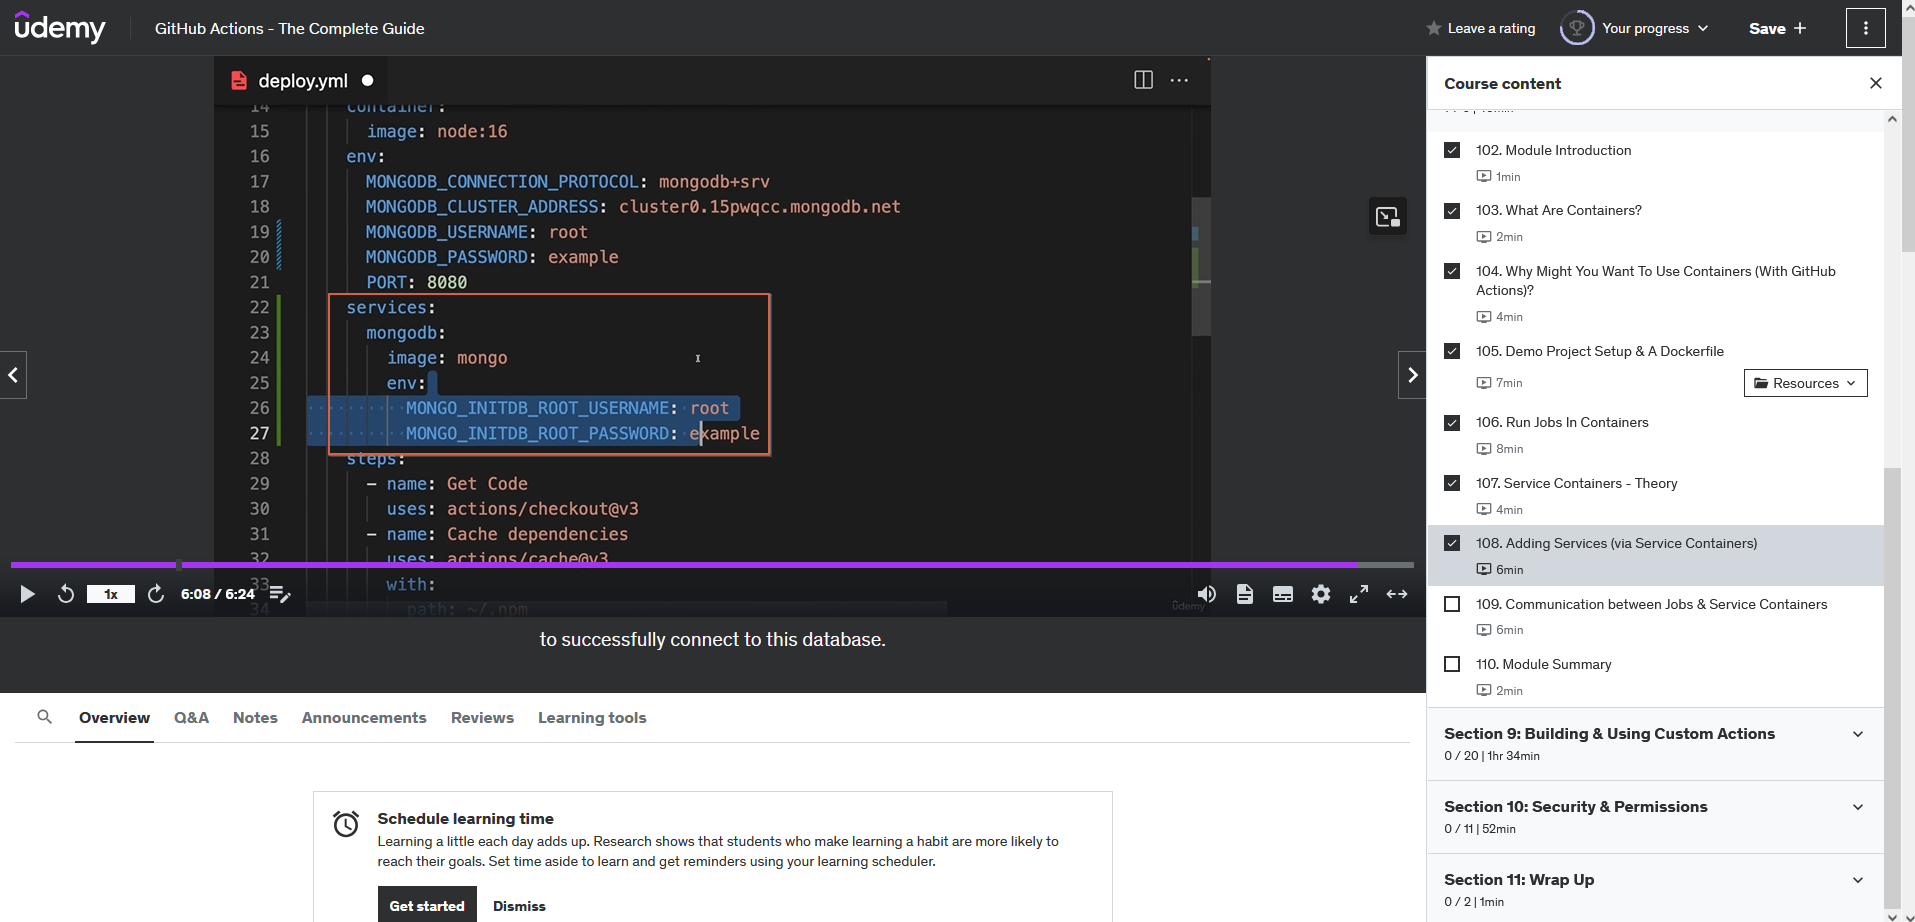 ûdemy
GitHub Actions - The Complete Guide
Leave a rating
Your progress
Save +
deploy.yml
14 container:
15 image: node:16
16 env:
17 MONGODB_CONNECTION_PROTOCOL: mongodb+srv
18 MONGODB_CLUSTER_ADDRESS: cluster0.15pwqcc.mongodb.net
19 MONGODB_USERNAME: root
20 MONGODB_PASSWORD: example
21 PORT: 8080
22 services:
23 mongodb:
24 image: mongo
25 env:
26 MONGO_INITDB_ROOT_USERNAME: root
27 MONGO_INITDB_ROOT_PASSWORD: example
28 steps:
29 - name: Get Code
30 uses: actions/checkout@v3
31 - name: Cache dependencies
32 uses: actions/cache@v3
33 with:
34 path: ~/.npm
1x
6:08 / 6:24
ûdemy
to successfully connect to this database.
Overview
Q&A
Notes
Announcements
Reviews
Learning tools
Schedule learning time
Learning a little each day adds up. Research shows that students who make learning a habit are more likely to
reach their goals. Set time aside to learn and get reminders using your learning scheduler.
Get started
Dismiss
Course content
102. Module Introduction
1min
103. What Are Containers?
2min
104. Why Might You Want To Use Containers (With GitHub
Actions)?
4min
105. Demo Project Setup & A Dockerfile
7min
Resources
106. Run Jobs In Containers
8min
107. Service Containers - Theory
4min
108. Adding Services (via Service Containers)
6min
109. Communication between Jobs & Service Containers
6min
110. Module Summary
2min
Section 9: Building & Using Custom Actions
0 / 20 | 1hr 34min
Section 10: Security & Permissions
0 / 11 | 52min
Section 11: Wrap Up
0 / 2 | 1min